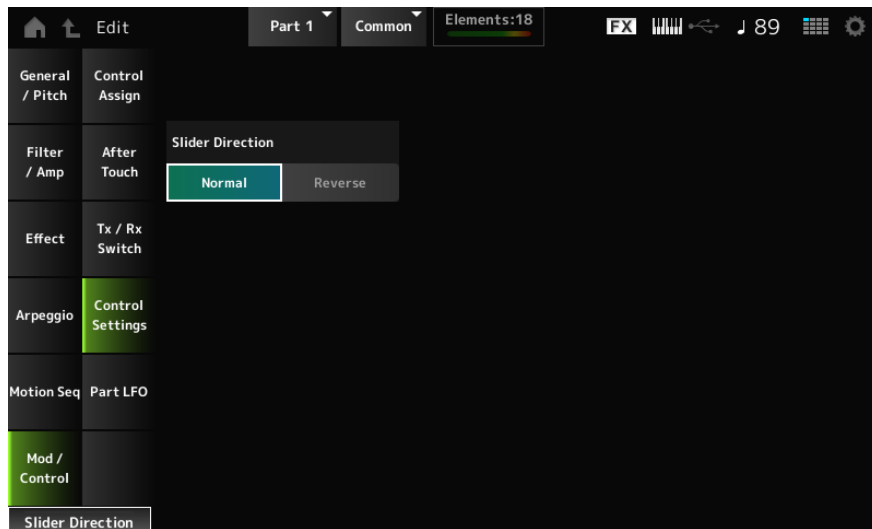 Edit
Part 1
Common
Elements:18
FX
♩ 89
General
/ Pitch
Control
Assign
Filter
/ Amp
After
Touch
Slider Direction
Normal
Reverse
Effect
Tx / Rx
Switch
Arpeggio
Control
Settings
Motion Seq
Part LFO
Mod /
Control
Slider Direction